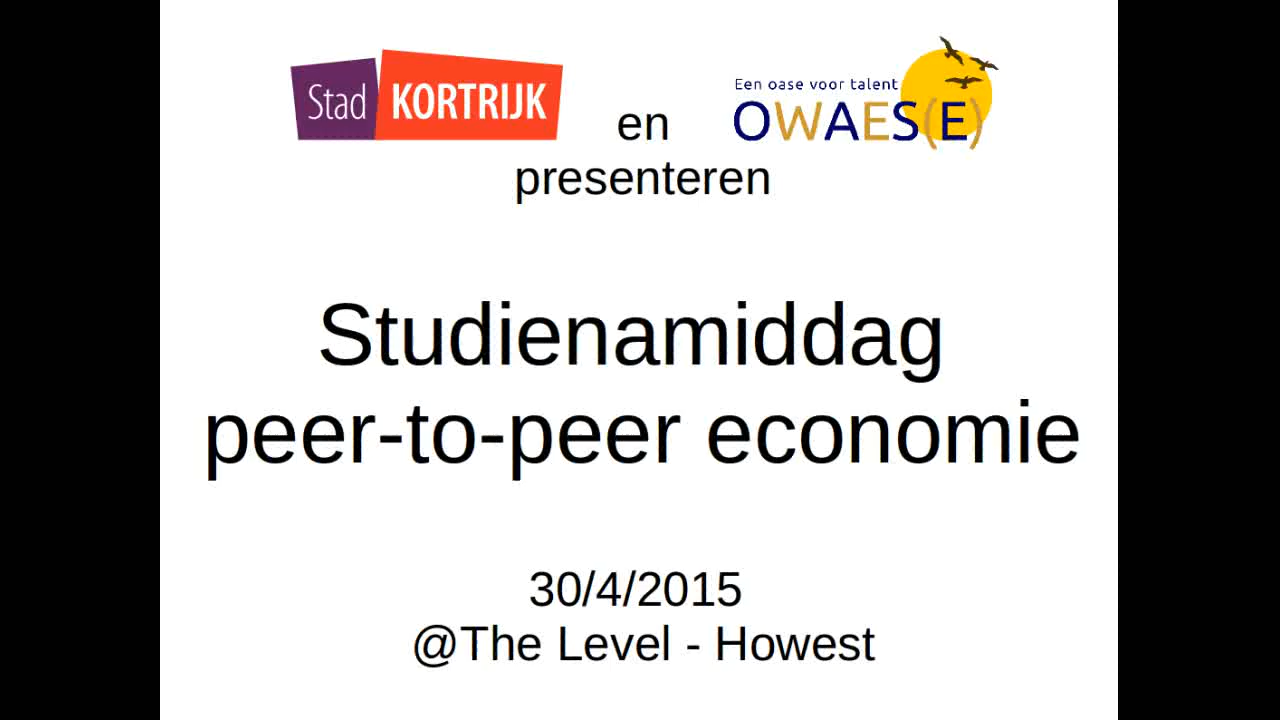 Stad KORTRIJK en Een oase voor talent
OWAES(E)
presenteren
Studienamiddag
peer-to-peer economie
30/4/2015
@The Level - Howest